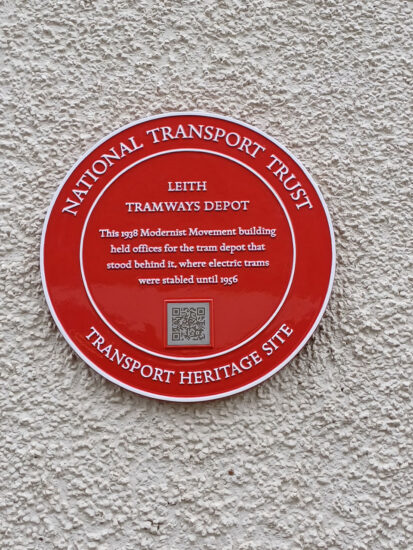 NATIONAL TRANSPORT TRUST
LEITH
TRAMWAYS DEPOT
This 1938 Modernist Movement building
held offices for the tram depot that
stood behind it, where electric trams
were stabled until 1956
TRANSPORT HERITAGE SITE